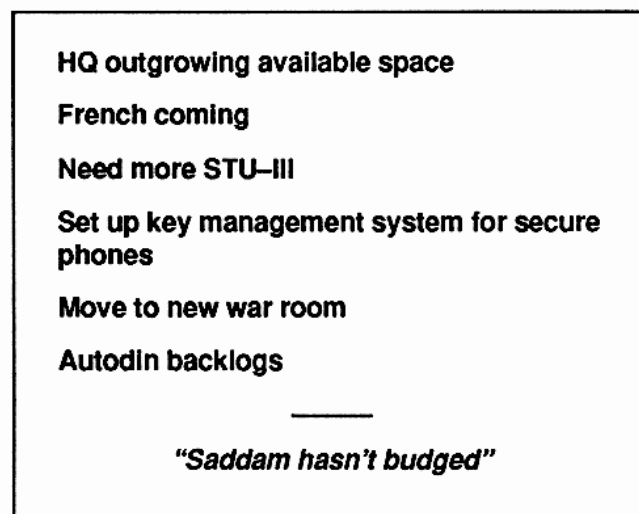 HQ outgrowing available space
French coming
Need more STU–III
Set up key management system for secure
phones
Move to new war room
Autodin backlogs
“Saddam hasn’t budged”